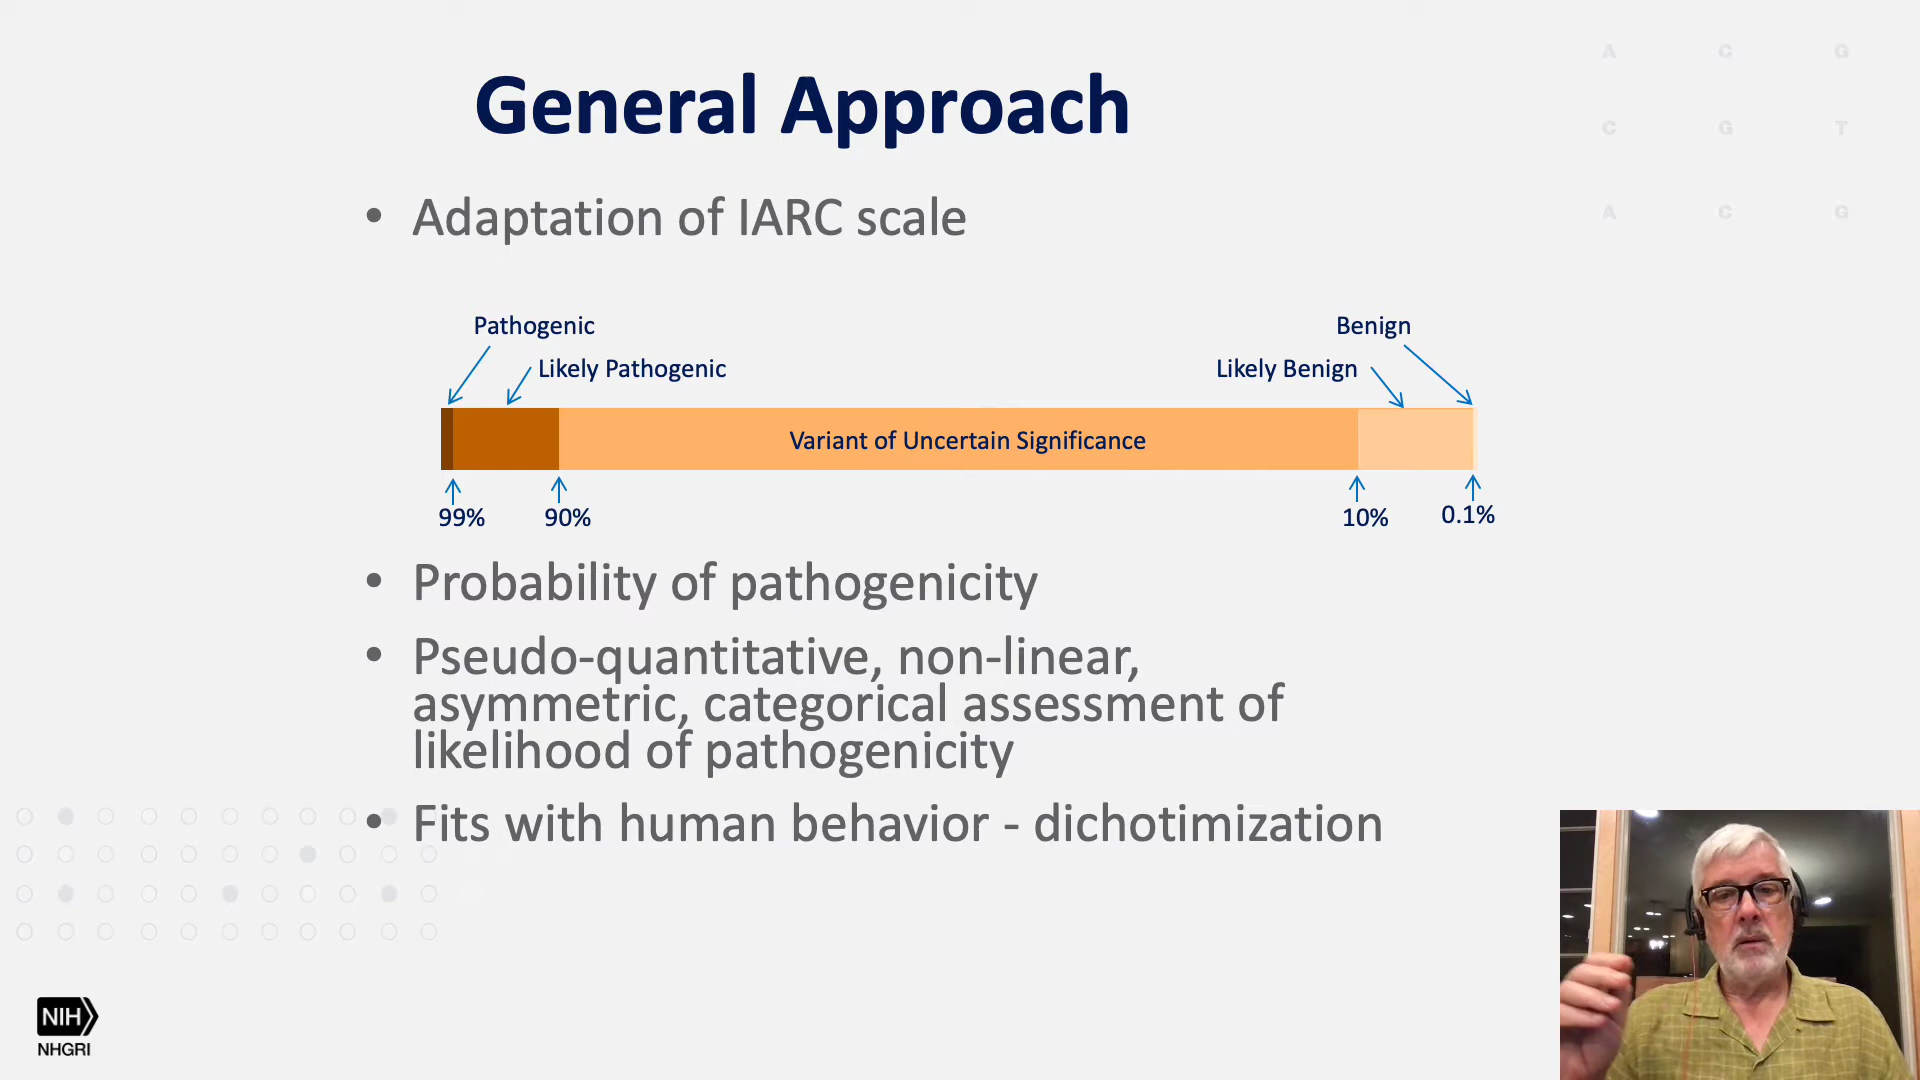 A C G
General Approach
C G T
• Adaptation of IARC scale
A C G
Pathogenic
Benign
Likely Pathogenic
Likely Benign
Variant of Uncertain Significance
99%
90%
10%
0.1%
• Probability of pathogenicity
• Pseudo-quantitative, non-linear,
asymmetric, categorical assessment of
likelihood of pathogenicity
• Fits with human behavior - dichotimization
NIH
NHGRI